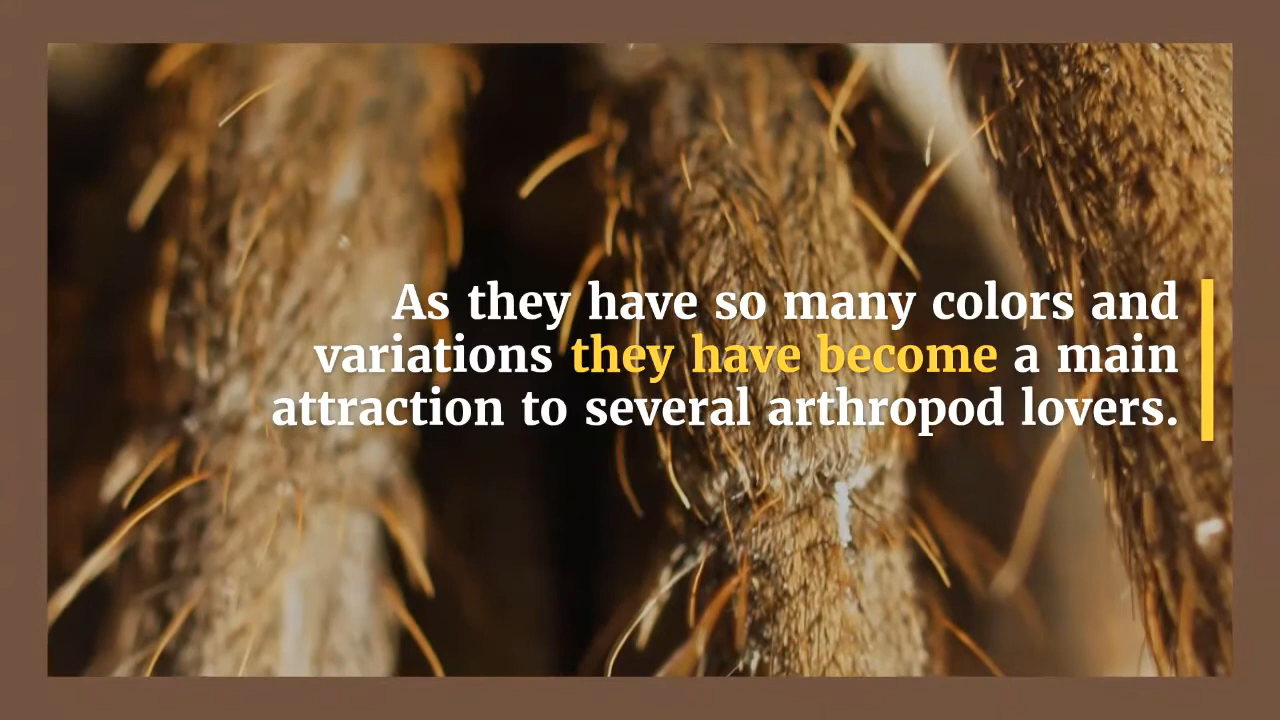 As they have so many colors and
variations they have become a main
attraction to several arthropod lovers.